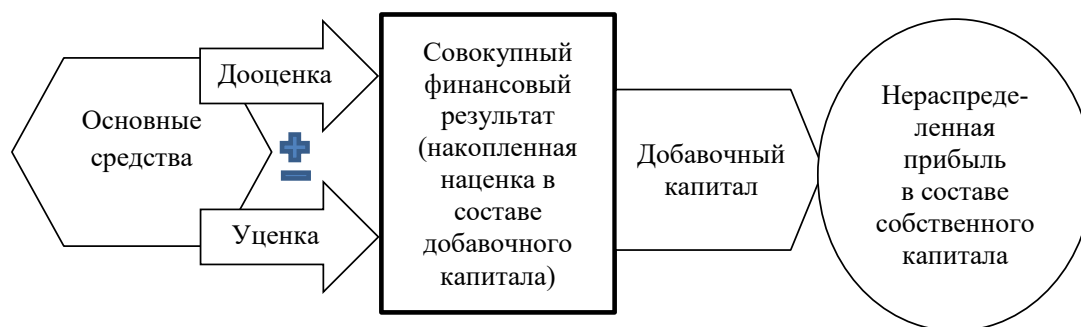 Основные
средства
Дооценка
Уценка
Совокупный
финансовый
результат
(накопленная
наценка в
составе
добавочного
капитала)
Добавочный
капитал
Нераспреде-
ленная
прибыль
в составе
собственного
капитала